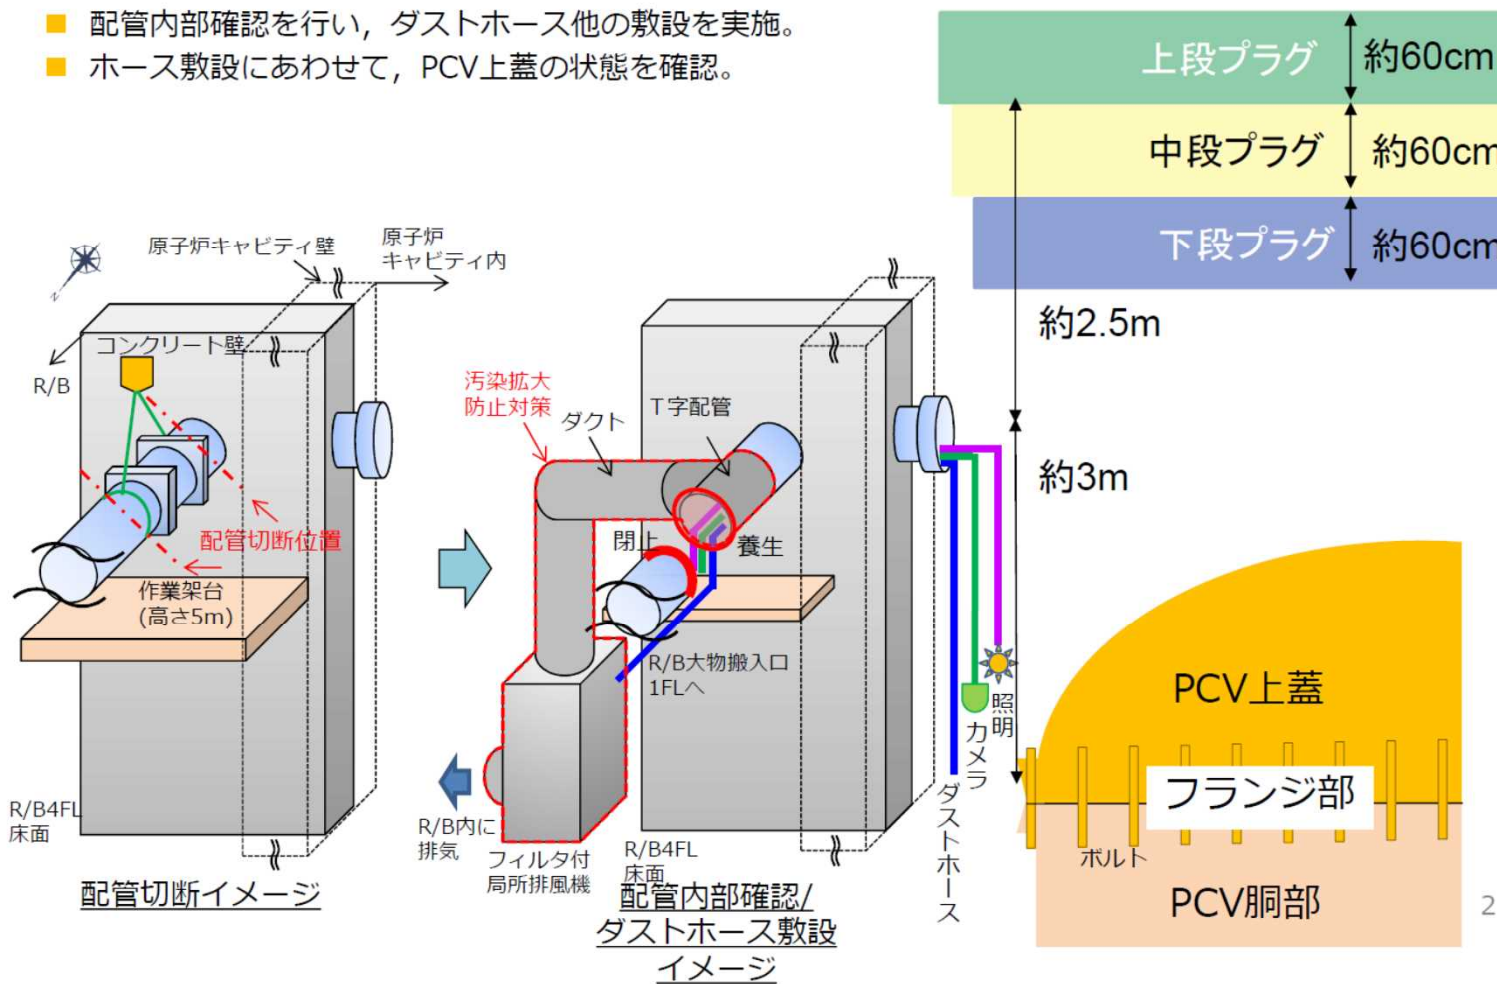 ■ 配管内部確認を行い，ダストホース他の敷設を実施。
■ ホース敷設にあわせて，PCV上蓋の状態を確認。
上段プラグ
約60cm
中段プラグ
約60cm
下段プラグ
約60cm
約2.5m
約3m
原子炉キャビティ壁
原子炉
キャビティ内
N
コンクリート壁
R/B
配管切断位置
作業架台
(高さ5m)
R/B4FL
床面
配管切断イメージ
汚染拡大
防止対策
ダクト
T字配管
閉止
養生
R/B大物搬入口
1FLへ
R/B内に
排気
フィルタ付
局所排風機
R/B4FL
床面
配管内部確認/
ダストホース敷設
イメージ
照明
カメラ
ダストホース
PCV上蓋
フランジ部
ボルト
PCV胴部
2